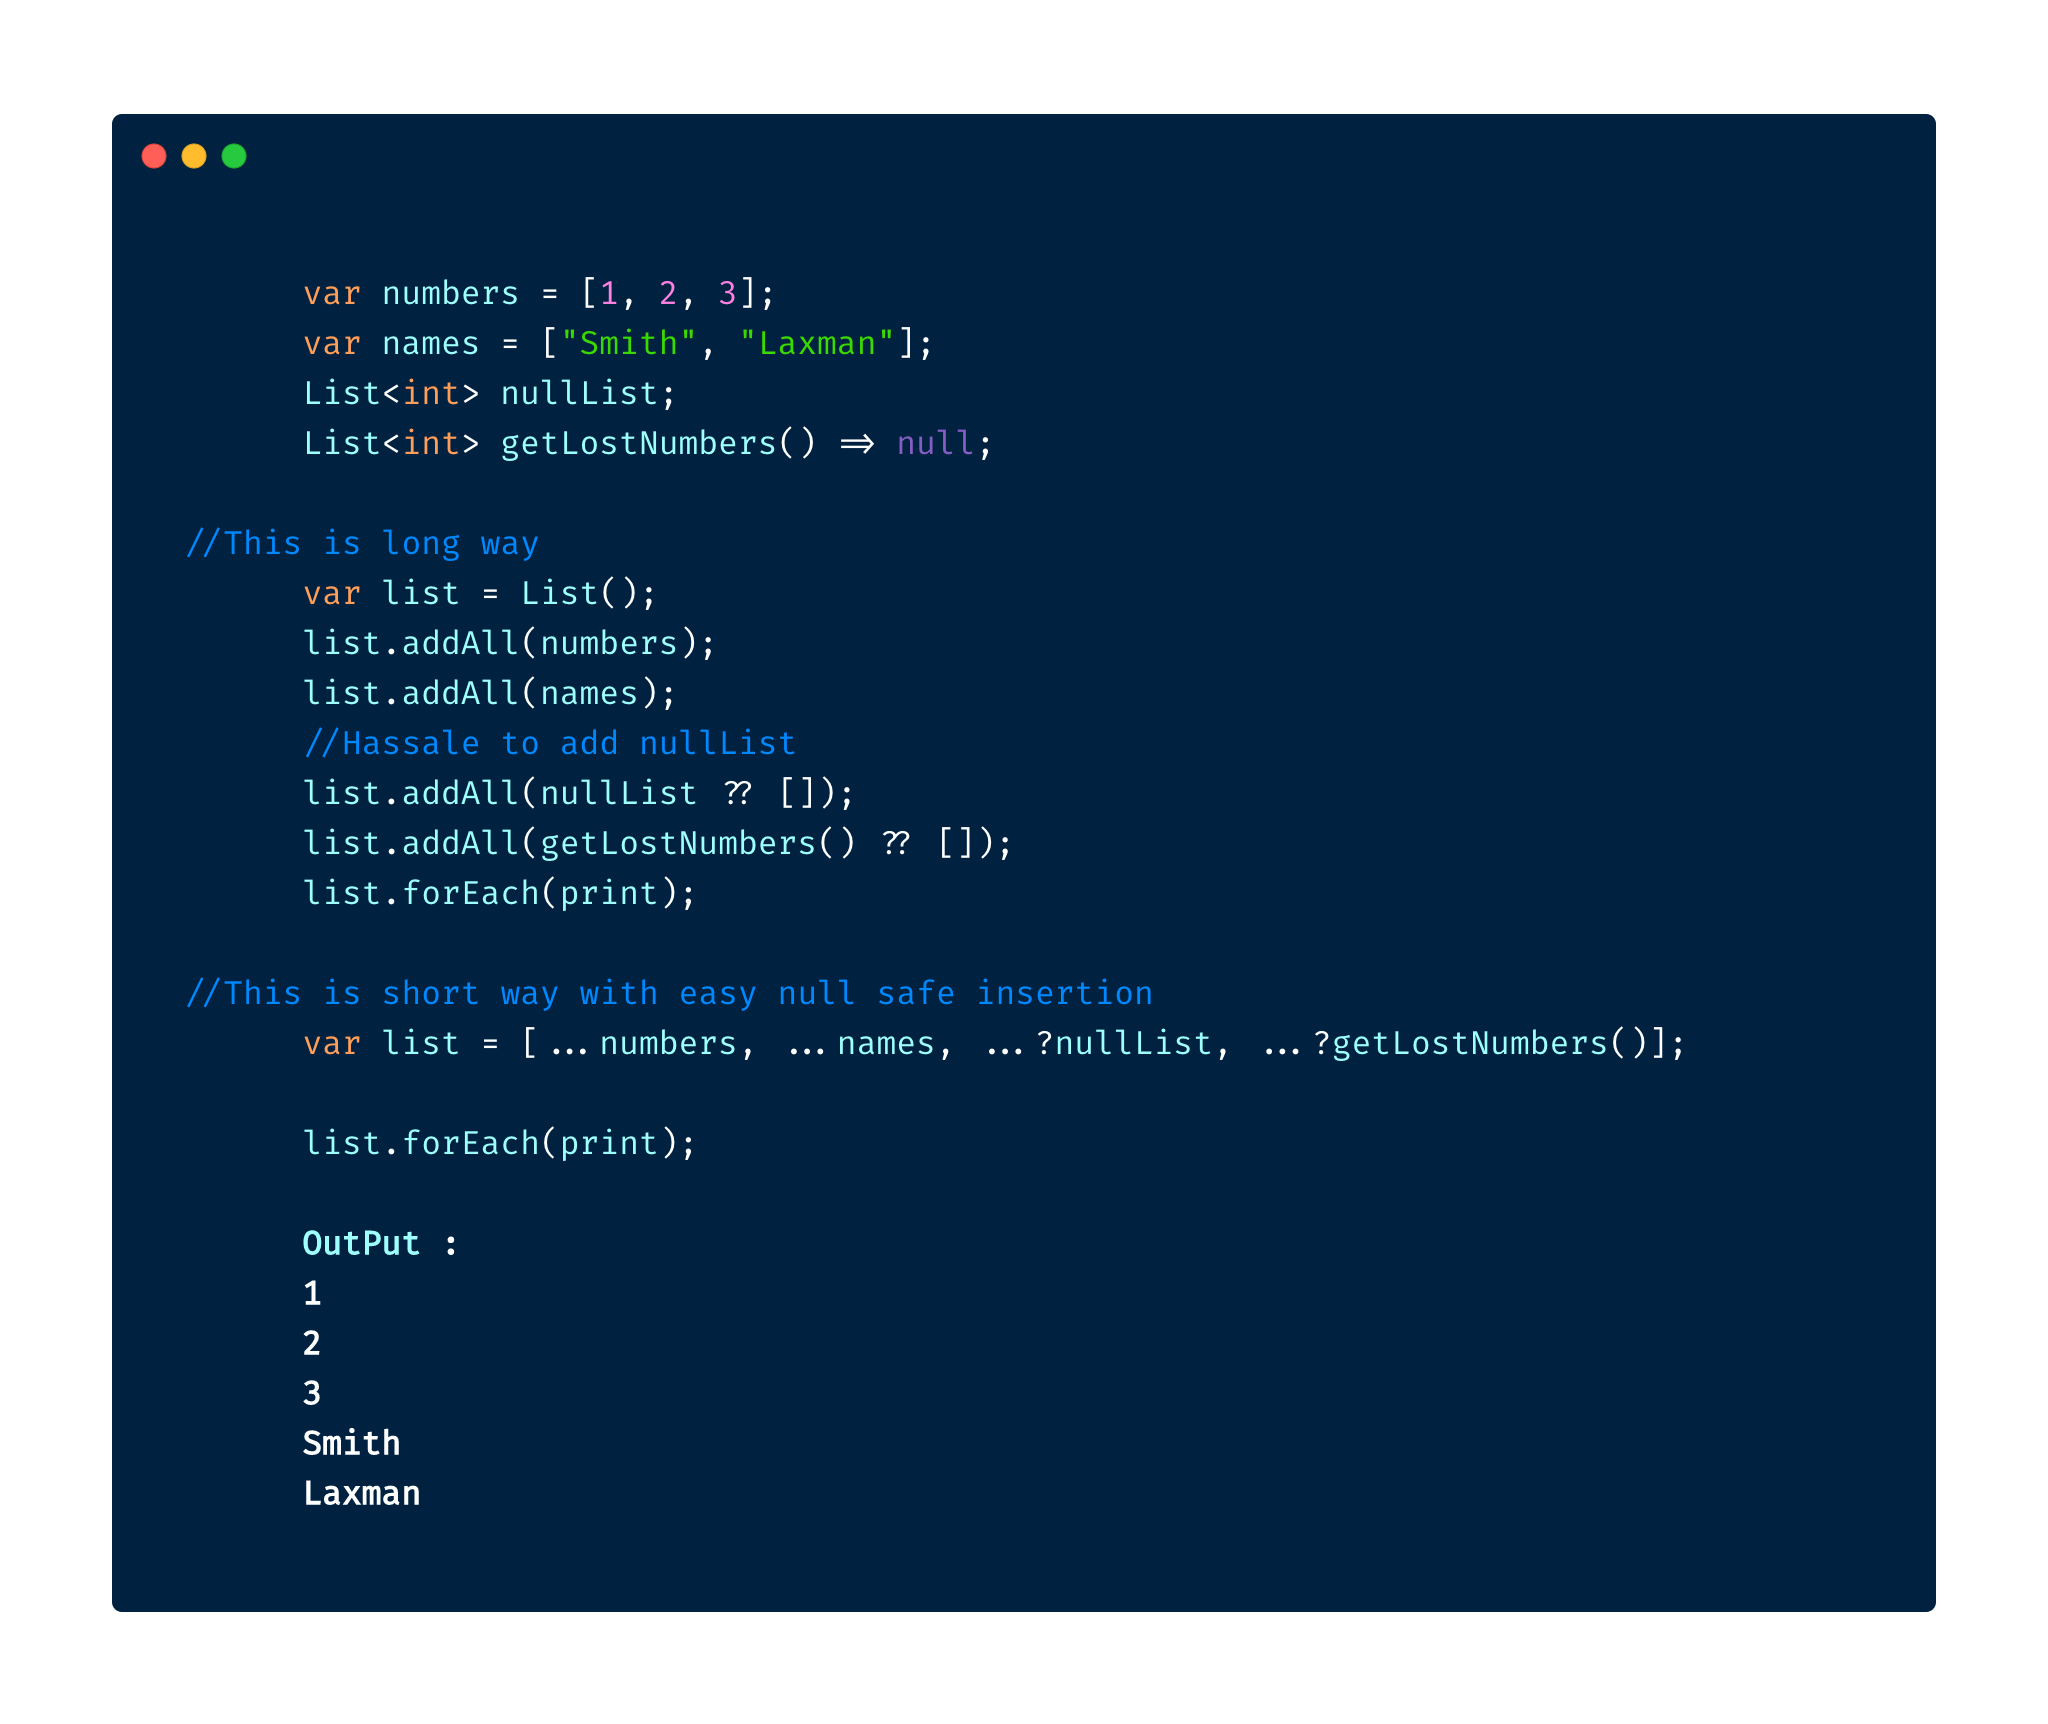 var numbers = [1, 2, 3];
var names = ["Smith", "Laxman"];
List<int> nullList;
List<int> getLostNumbers() => null;
//This is long way
var list = List();
list.addAll(numbers);
list.addAll(names);
//Hassale to add nullList
list.addAll(nullList ?? []);
list.addAll(getLostNumbers() ?? []);
list.forEach(print);
//This is short way with easy null safe insertion
var list = [...numbers, ...names, ...?nullList, ...?getLostNumbers()];
list.forEach(print);
OutPut :
1
2
3
Smith
Laxman